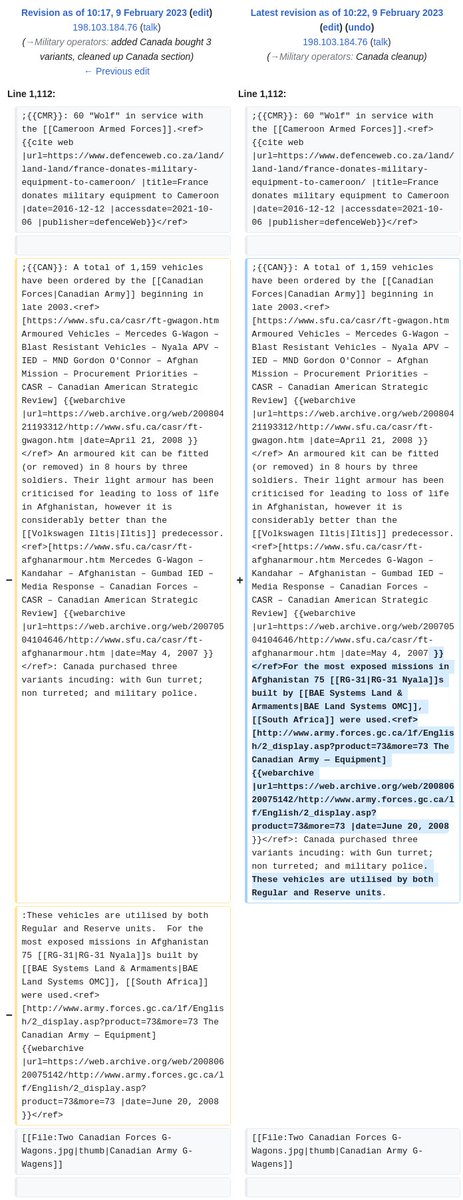 Revision as of 10:17, 9 February 2023 (edit)
198.103.184.76 (talk)
(→Military operators: added Canada bought 3
variants, cleaned up Canada section)
← Previous edit
Latest revision as of 10:22, 9 February 2023
(edit) (undo)
198.103.184.76 (talk)
(→Military operators: Canada cleanup)
Line 1,112:
Line 1,112:
;{{CMR}}: 60 "Wolf" in service with
the [[Cameroon Armed Forces]].<ref>
{{cite web
|url=https://www.defenceweb.co.za/land/
land-land/france-donates-military-
equipment-to-cameroon/ |title=France
donates military equipment to Cameroon
|date=2016-12-12 |accessdate=2021-10-
06 |publisher=defenceWeb}}</ref>
;{{CMR}}: 60 "Wolf" in service with
the [[Cameroon Armed Forces]].<ref>
{{cite web
|url=https://www.defenceweb.co.za/land/
land-land/france-donates-military-
equipment-to-cameroon/ |title=France
donates military equipment to Cameroon
|date=2016-12-12 |accessdate=2021-10-
06 |publisher=defenceWeb}}</ref>
−
;{{CAN}}: A total of 1,159 vehicles
have been ordered by the [[Canadian
Forces|Canadian Army]] beginning in
late 2003.<ref>
[https://www.sfu.ca/casr/ft-gwagon.htm
Armoured Vehicles – Mercedes G-Wagon –
Blast Resistant Vehicles – Nyala APV –
IED – MND Gordon O'Connor – Afghan
Mission – Procurement Priorities –
CASR – Canadian American Strategic
Review] {{webarchive
|url=https://web.archive.org/web/200804
21193312/http://www.sfu.ca/casr/ft-
gwagon.htm |date=April 21, 2008 }}
</ref> An armoured kit can be fitted
(or removed) in 8 hours by three
soldiers. Their light armour has been
criticised for leading to loss of life
in Afghanistan, however it is
considerably better than the
[[Volkswagen Iltis|Iltis]] predecessor.
<ref>[https://www.sfu.ca/casr/ft-
afghanarmour.htm Mercedes G-Wagon –
Kandahar – Afghanistan – Gumbad IED –
Media Response – Canadian Forces –
CASR – Canadian American Strategic
Review] {{webarchive
|url=https://web.archive.org/web/200705
04104646/http://www.sfu.ca/casr/ft-
afghanarmour.htm |date=May 4, 2007 }}
</ref>: Canada purchased three
variants incuding: with Gun turret;
non turreted; and military police.
+
;{{CAN}}: A total of 1,159 vehicles
have been ordered by the [[Canadian
Forces|Canadian Army]] beginning in
late 2003.<ref>
[https://www.sfu.ca/casr/ft-gwagon.htm
Armoured Vehicles – Mercedes G-Wagon –
Blast Resistant Vehicles – Nyala APV –
IED – MND Gordon O'Connor – Afghan
Mission – Procurement Priorities –
CASR – Canadian American Strategic
Review] {{webarchive
|url=https://web.archive.org/web/200804
21193312/http://www.sfu.ca/casr/ft-
gwagon.htm |date=April 21, 2008 }}
</ref> An armoured kit can be fitted
(or removed) in 8 hours by three
soldiers. Their light armour has been
criticised for leading to loss of life
in Afghanistan, however it is
considerably better than the
[[Volkswagen Iltis|Iltis]] predecessor.
<ref>[https://www.sfu.ca/casr/ft-
afghanarmour.htm Mercedes G-Wagon –
Kandahar – Afghanistan – Gumbad IED –
Media Response – Canadian Forces –
CASR – Canadian American Strategic
Review] {{webarchive
|url=https://web.archive.org/web/200705
04104646/http://www.sfu.ca/casr/ft-
afghanarmour.htm |date=May 4, 2007 }}
</ref>For the most exposed missions in
Afghanistan 75 [[RG-31|RG-31 Nyala]]s
built by [[BAE Systems Land &
Armaments|BAE Land Systems OMC]],
[[South Africa]] were used.<ref>
[http://www.army.forces.gc.ca/lf/Englis
h/2_display.asp?product=73&more=73 The
Canadian Army — Equipment]
{{webarchive
|url=https://web.archive.org/web/200806
20075142/http://www.army.forces.gc.ca/l
f/English/2_display.asp?
product=73&more=73 |date=June 20, 2008
}}</ref>: Canada purchased three
variants incuding: with Gun turret;
non turreted; and military police.
These vehicles are utilised by both
Regular and Reserve units.
−
:These vehicles are utilised by both
Regular and Reserve units.  For the
most exposed missions in Afghanistan
75 [[RG-31|RG-31 Nyala]]s built by
[[BAE Systems Land & Armaments|BAE
Land Systems OMC]], [[South Africa]]
were used.<ref>
[http://www.army.forces.gc.ca/lf/Englis
h/2_display.asp?product=73&more=73 The
Canadian Army — Equipment]
{{webarchive
|url=https://web.archive.org/web/200806
20075142/http://www.army.forces.gc.ca/l
f/English/2_display.asp?
product=73&more=73 |date=June 20, 2008
}}</ref>
[[File:Two Canadian Forces G-
Wagons.jpg|thumb|Canadian Army G-
Wagens]]
[[File:Two Canadian Forces G-
Wagons.jpg|thumb|Canadian Army G-
Wagens]]